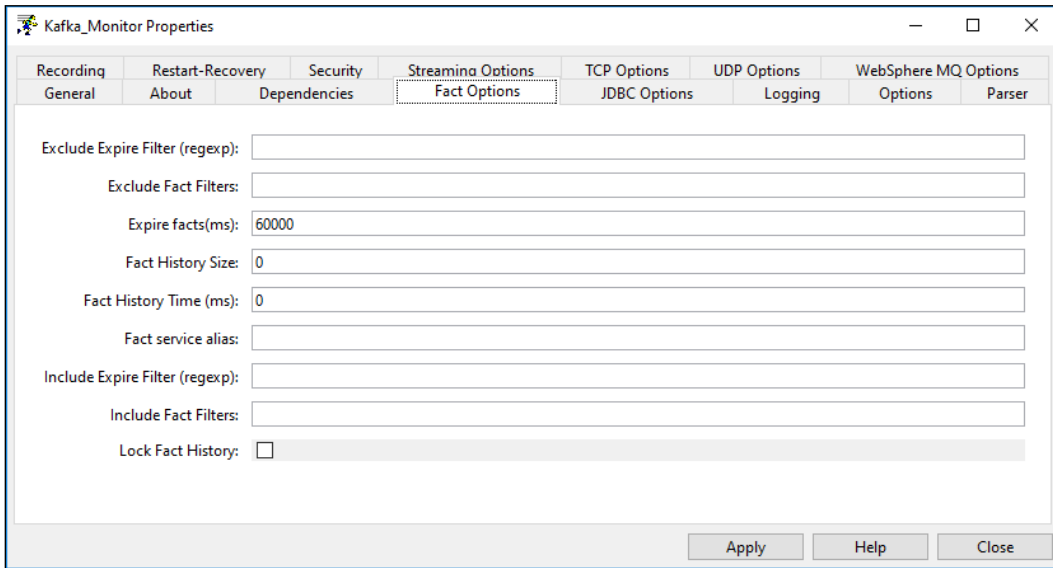 Kafka_Monitor Properties
Recording Restart-Recovery Security Streaming Options TCP Options UDP Options WebSphere MQ Options
General About Dependencies Fact Options JDBC Options Logging Options Parser
Exclude Expire Filter (regexp):
Exclude Fact Filters:
Expire facts(ms): 60000
Fact History Size: 0
Fact History Time (ms): 0
Fact service alias:
Include Expire Filter (regexp):
Include Fact Filters:
Lock Fact History:
Apply Help Close